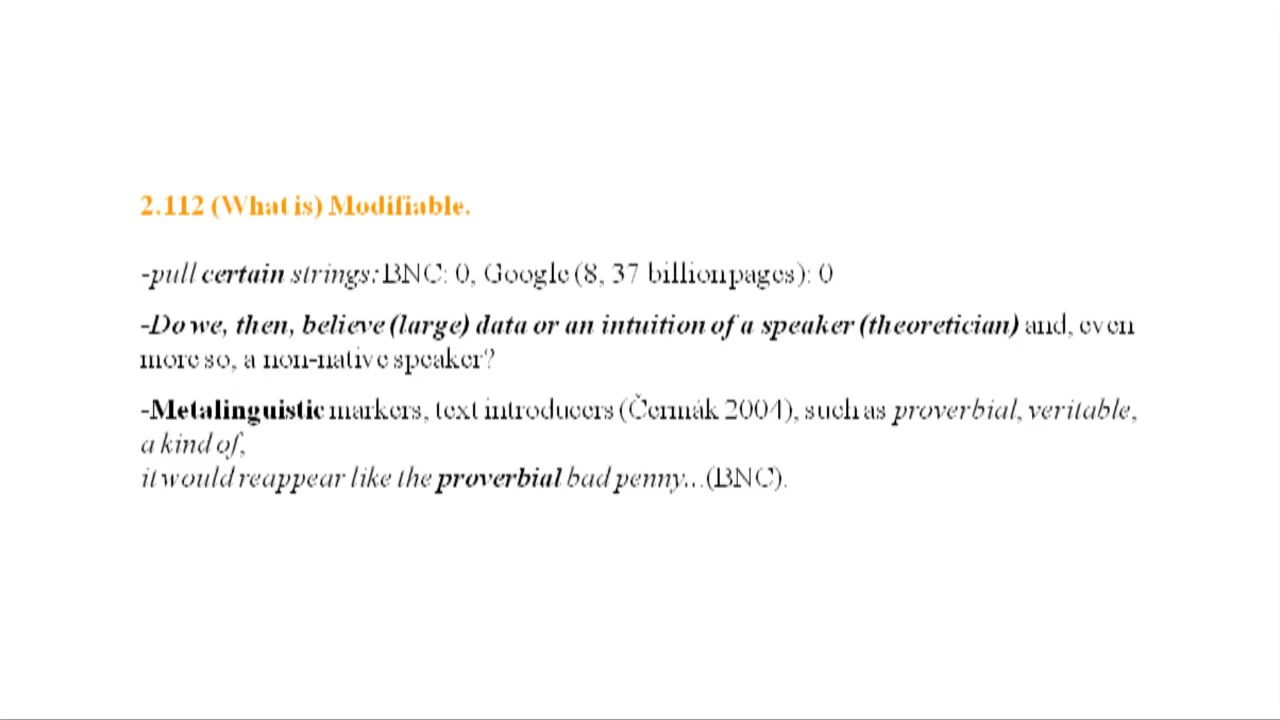 2.112 (What is) Modifiable.
-pull certain strings: BNC: 0, Google (8, 37 billion pages): 0
-Do we, then, believe (large) data or an intuition of a speaker (theoretician) and, even
more so, a non-native speaker?
-Metalinguistic markers, text introducers (Čermák 2004), such as proverbial, veritable,
a kind of,
it would reappear like the proverbial bad penny...(BNC).